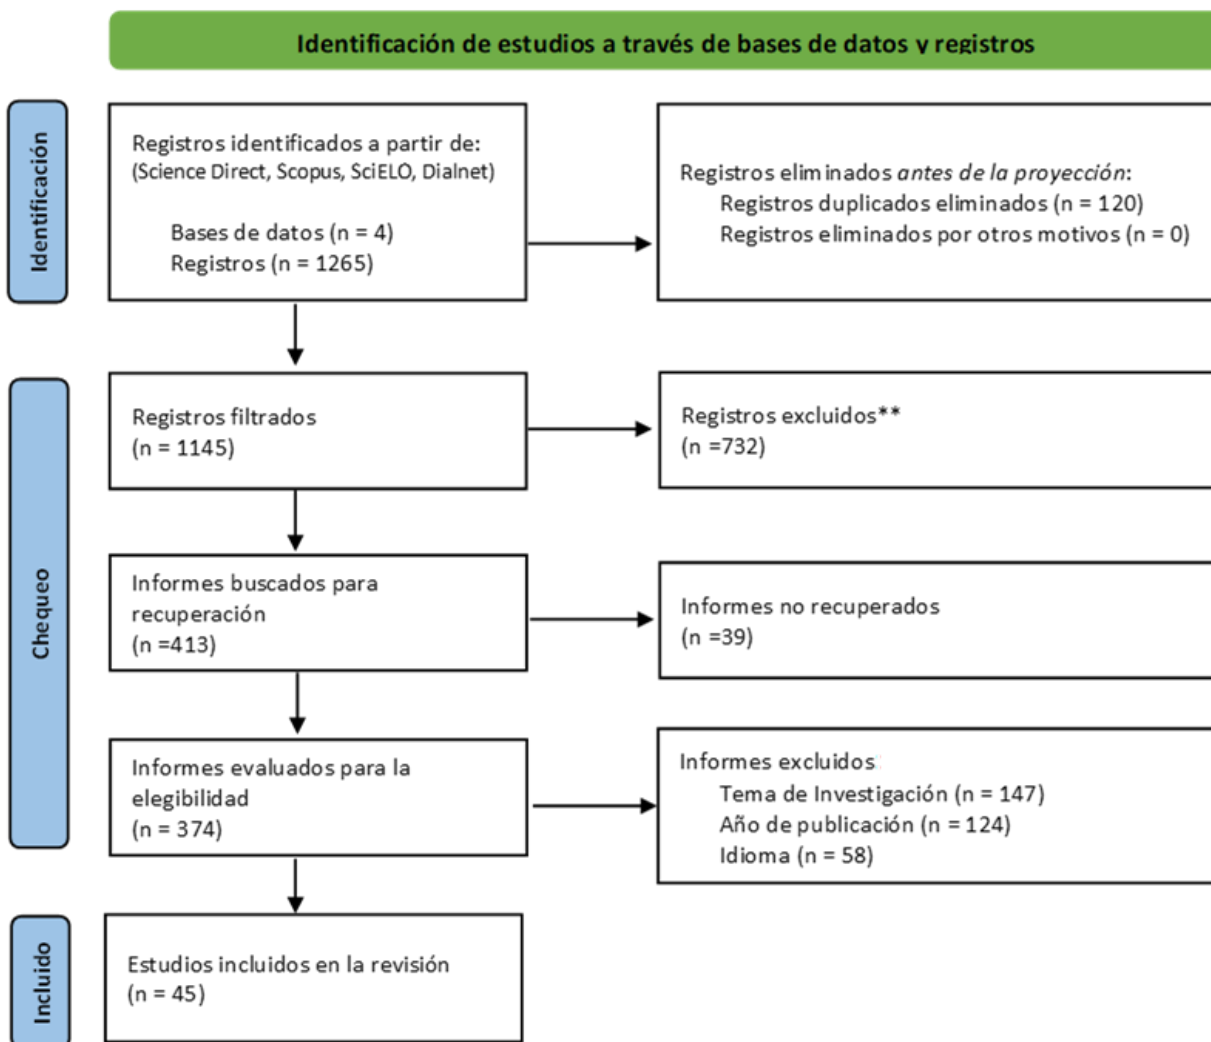 Identificación de estudios a través de bases de datos y registros
Identificación
Registros identificados a partir de:
(Science Direct, Scopus, SciELO, Dialnet)
Bases de datos (n = 4)
Registros (n = 1265)
Registros eliminados antes de la proyección:
Registros duplicados eliminados (n = 120)
Registros eliminados por otros motivos (n = 0)
Chequeo
Registros filtrados
(n = 1145)
Registros excluidos**
(n =732)
Informes buscados para
recuperación
(n =413)
Informes no recuperados
(n =39)
Informes evaluados para la
elegibilidad
(n = 374)
Informes excluidos
Tema de Investigación (n = 147)
Año de publicación (n = 124)
Idioma (n = 58)
Incluido
Estudios incluidos en la revisión
(n = 45)